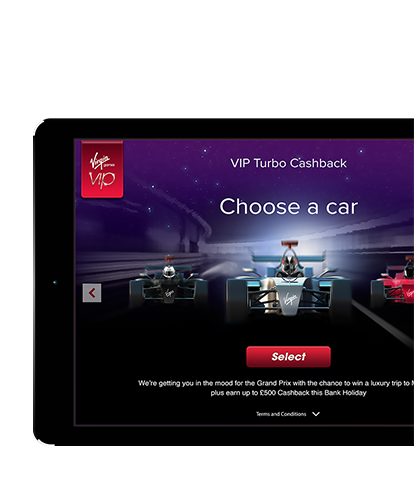 Virgin
games
VIP
VIP Turbo Cashback
Choose a car
Virgin
Select
We're getting you in the mood for the Grand Prix with the chance to win a luxury trip to
plus earn up to £500 Cashback this Bank Holiday
Terms and Conditions